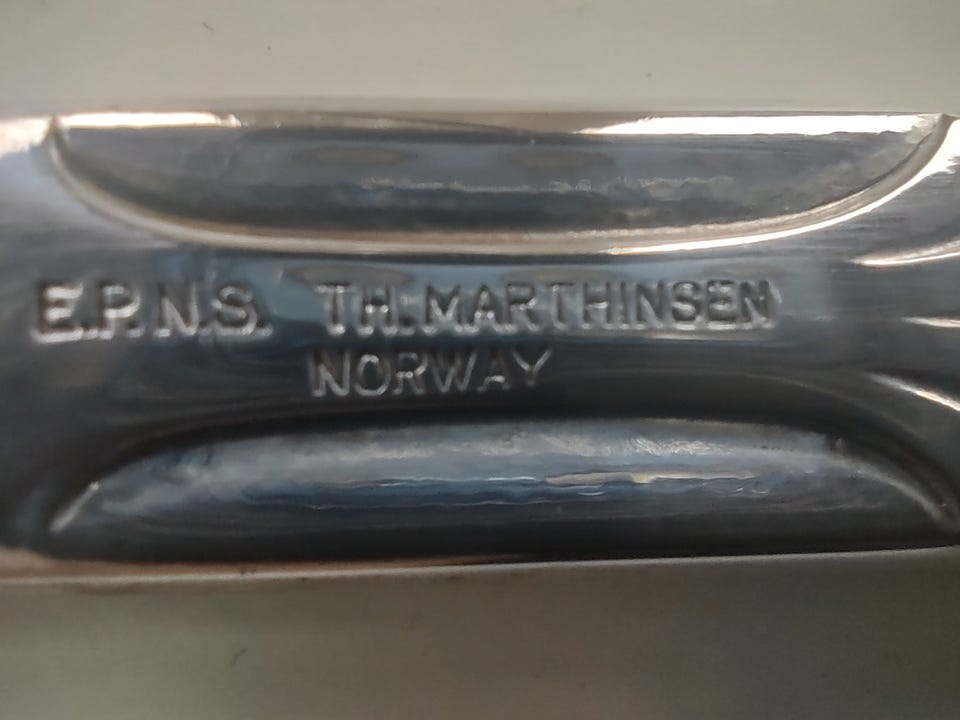 E.P.N.S. TH. MARTHINSEN
NORWAY